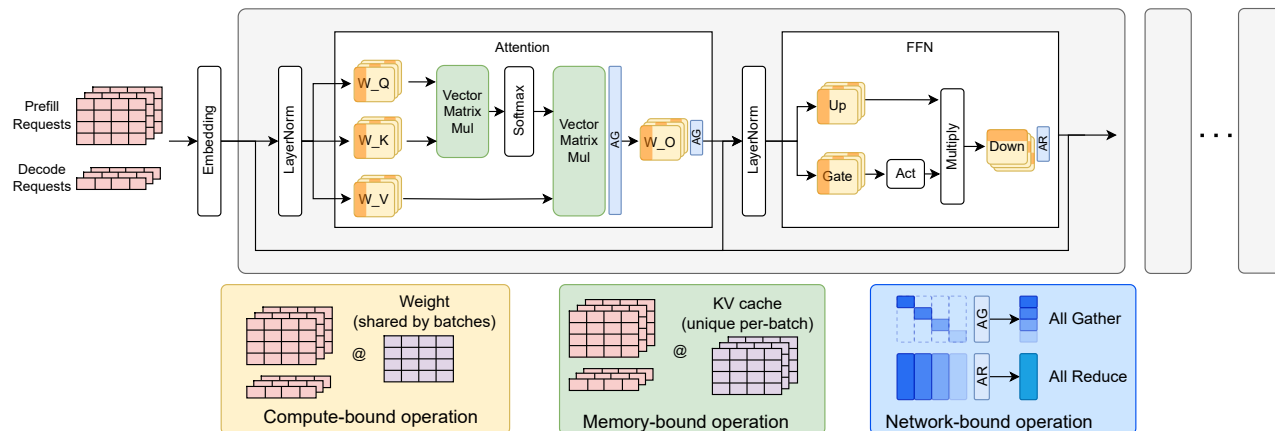 Attention
FFN
Prefill
Requests
Decode
Requests
Embedding
LayerNorm
W_Q
W_K
W_V
Vector
Matrix
Mul
Softmax
Vector
Matrix
Mul
AG
W_O
AG
LayerNorm
Up
Gate
Act
Multiply
Down
AR
...
Weight
(shared by batches)
@
Compute-bound operation
KV cache
(unique per-batch)
@
Memory-bound operation
AG
All Gather
AR
All Reduce
Network-bound operation